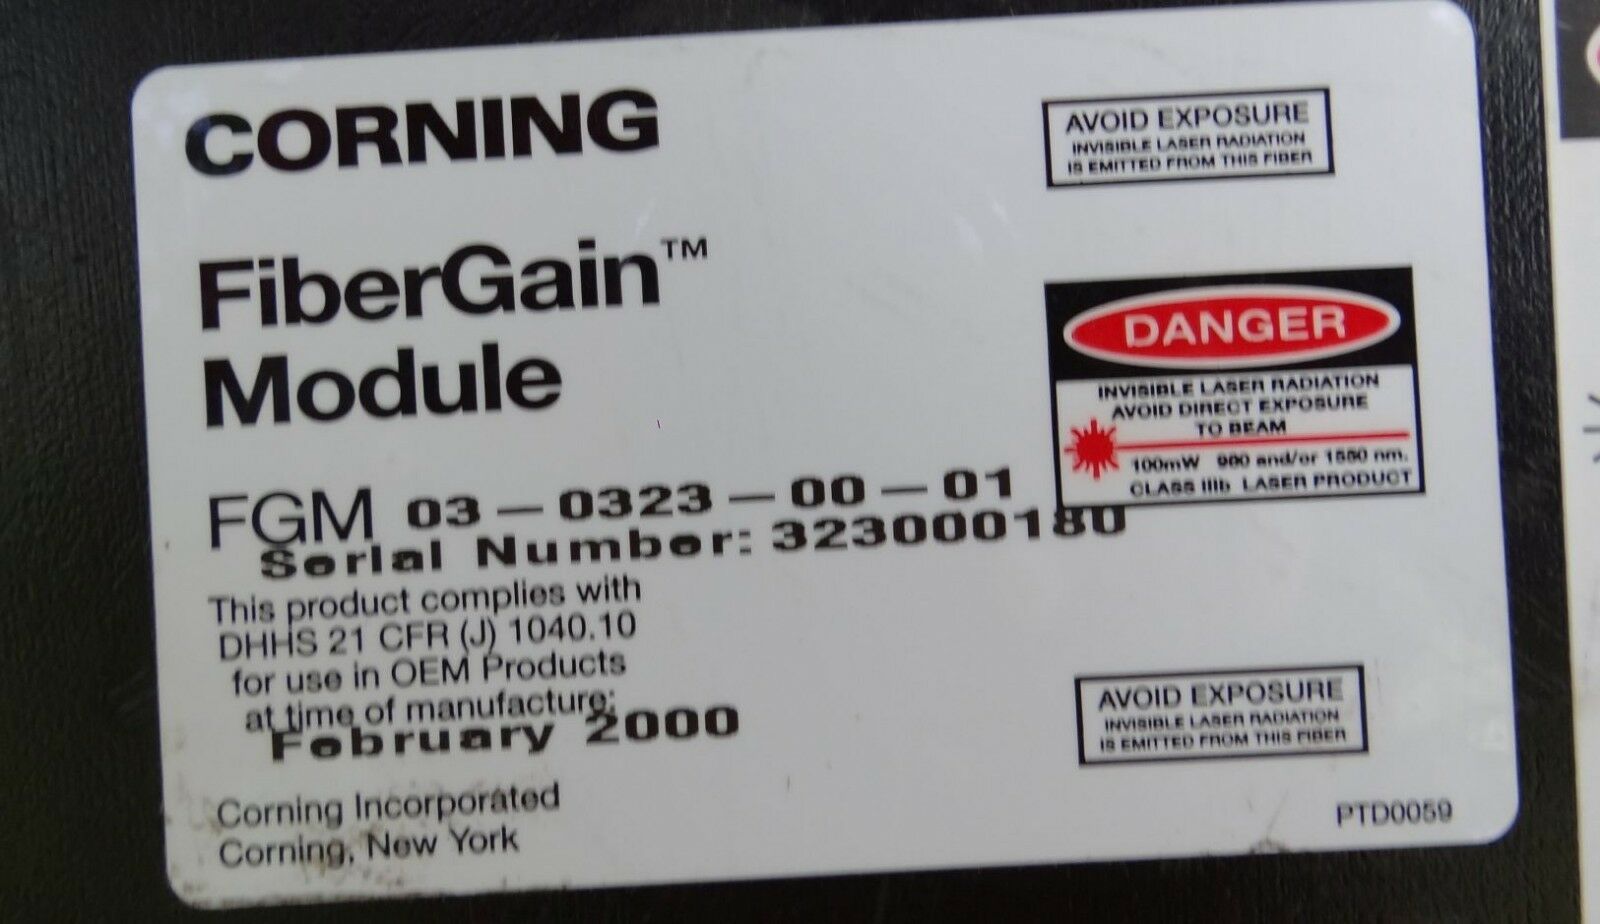 CORNING
FiberGain™
Module
FGM 03-0323-00-01
Serial Number: 323000180
This product complies with
DHHS 21 CFR (J) 1040.10
for use in OEM Products
at time of manufacture:
February 2000
Corning Incorporated
Corning, New York
AVOID EXPOSURE
INVISIBLE LASER RADIATION
IS EMITTED FROM THIS FIBER
DANGER
INVISIBLE LASER RADIATION
AVOID DIRECT EXPOSURE
TO BEAM
100mW 980 and/or 1550 nm.
CLASS IIIb LASER PRODUCT
AVOID EXPOSURE
INVISIBLE LASER RADIATION
IS EMITTED FROM THIS FIBER
PTD0059